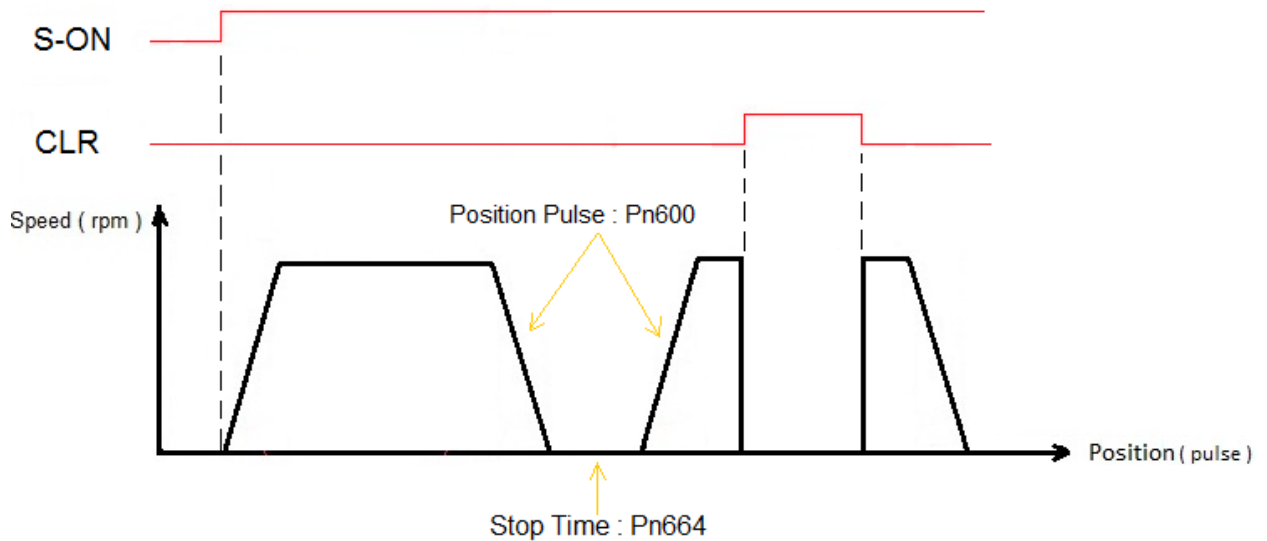 S-ON
CLR
Speed ( rpm )
Position Pulse : Pn600
Position ( pulse )
Stop Time : Pn664